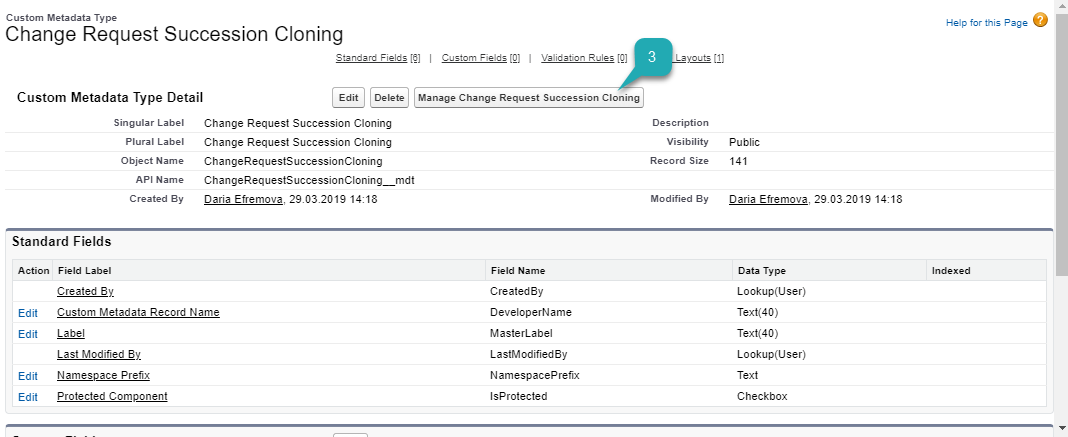 Custom Metadata Type
Change Request Succession Cloning
Help for this Page ?
Standard Fields [6] | Custom Fields [0] | Validation Rules [0] Layouts [1]
3
Custom Metadata Type Detail Edit Delete Manage Change Request Succession Cloning
Singular Label Change Request Succession Cloning Description
Plural Label Change Request Succession Cloning Visibility Public
Object Name ChangeRequestSuccessionCloning Record Size 141
API Name ChangeRequestSuccessionCloning__mdt
Created By Daria Efremova, 29.03.2019 14:18 Modified By Daria Efremova, 29.03.2019 14:18
Standard Fields
Action Field Label Field Name Data Type Indexed
Created By CreatedBy Lookup(User)
Edit Custom Metadata Record Name DeveloperName Text(40)
Edit Label MasterLabel Text(40)
Last Modified By LastModifiedBy Lookup(User)
Edit Namespace Prefix NamespacePrefix Text
Edit Protected Component IsProtected Checkbox